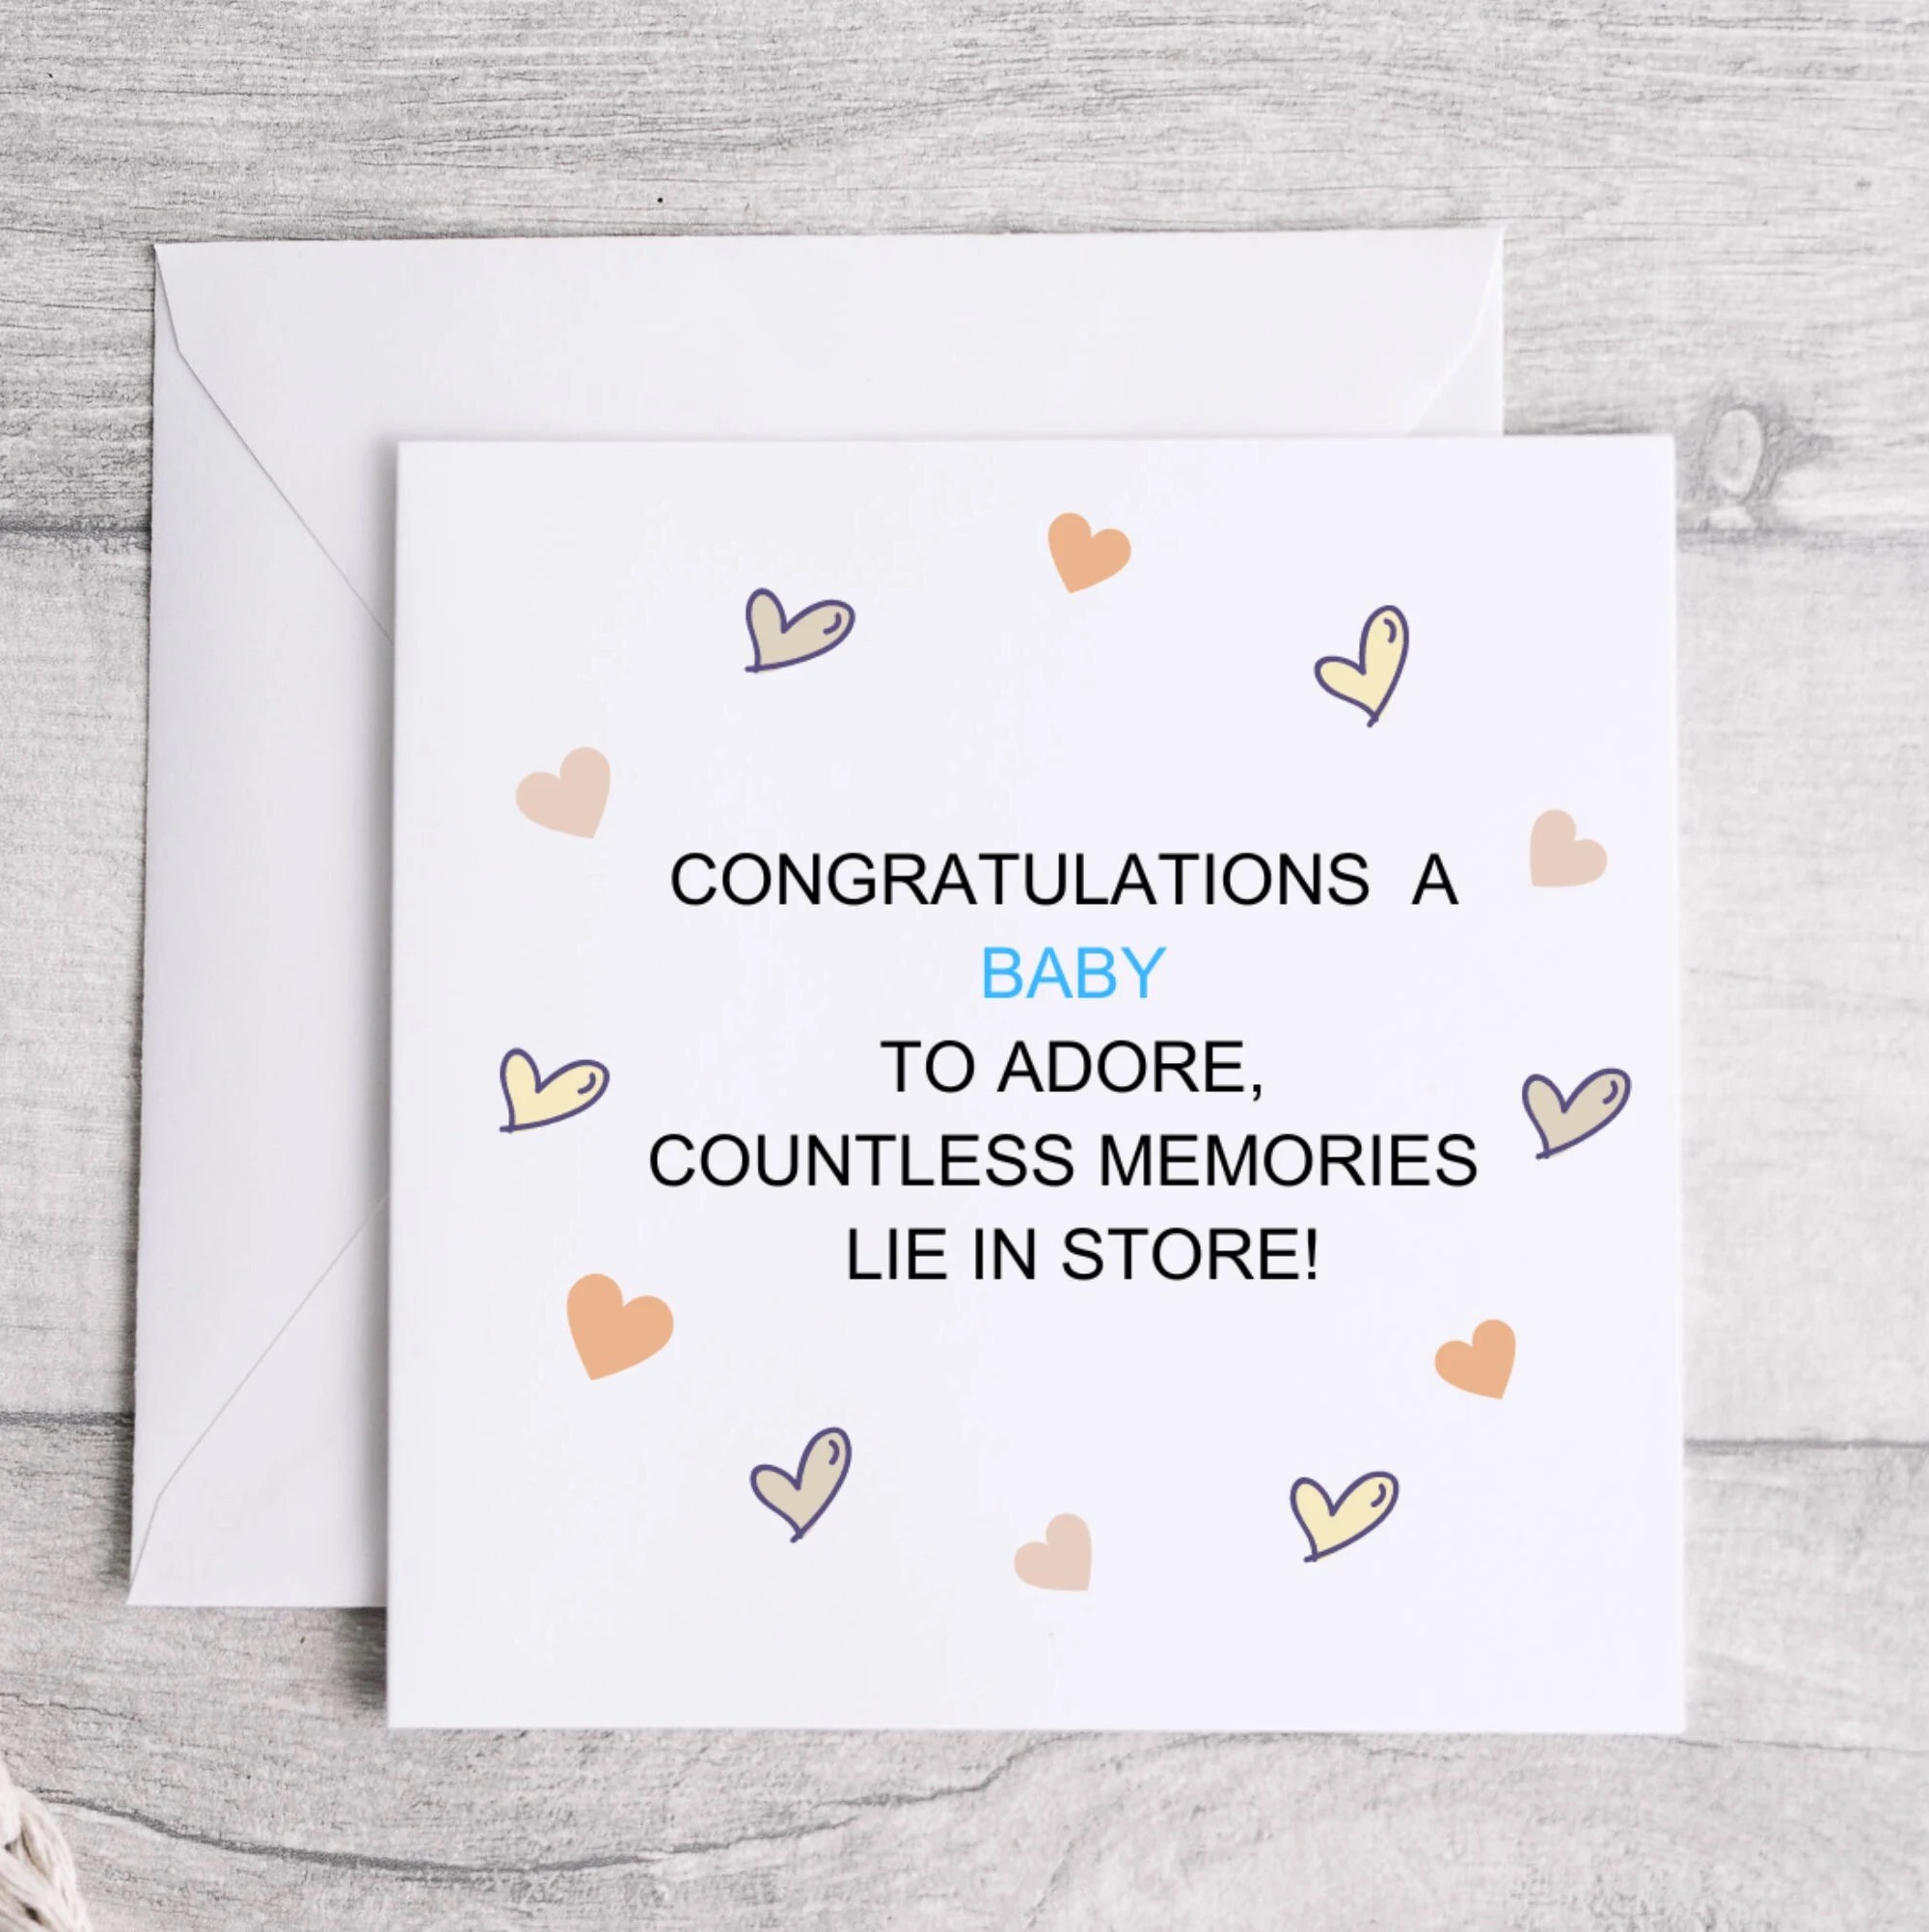 CONGRATULATIONS A
BABY
TO ADORE,
COUNTLESS MEMORIES
LIE IN STORE!